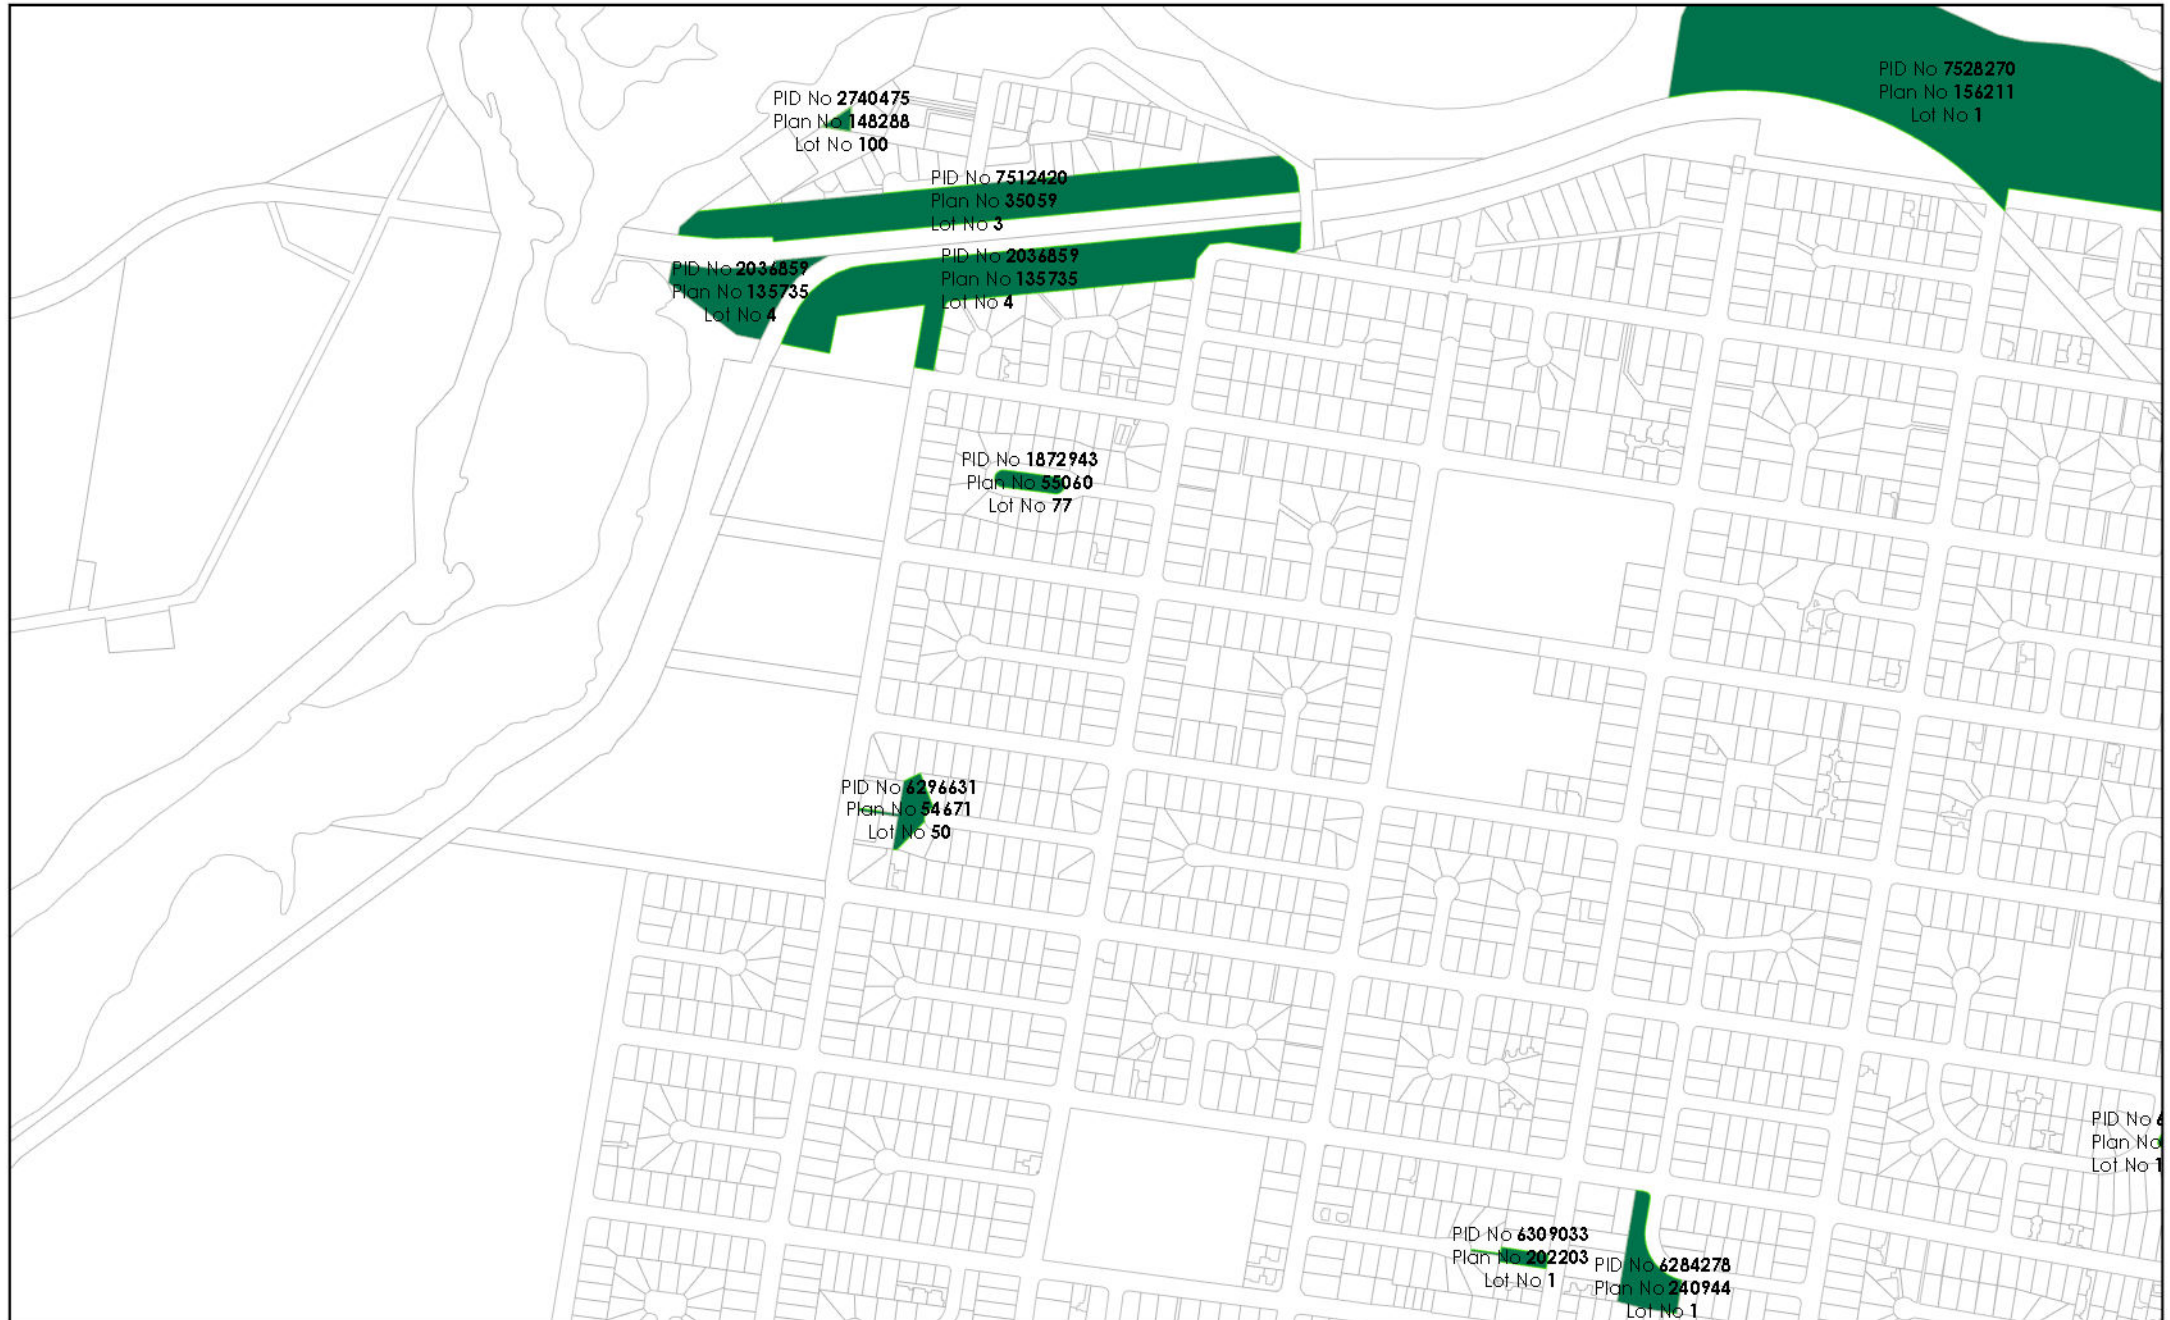 PID No 7528270
Plan No 156211
Lot No 1
PID No 2740475
Plan No 148288
Lot No 100
PID No 7512420
Plan No 35059
Lot No 3
PID No 2036859
Plan No 135735
Lot No 4
PID No 2036859
Plan No 135735
Lot No 4
PID No 1872943
Plan No 55060
Lot No 77
PID No 6296631
Plan No 54671
Lot No 50
PID No
Plan No
Lot No 1
PID No 6309033
Plan No 202203
Lot No 1
PID No 6284278
Plan No 240944
Lot No 1